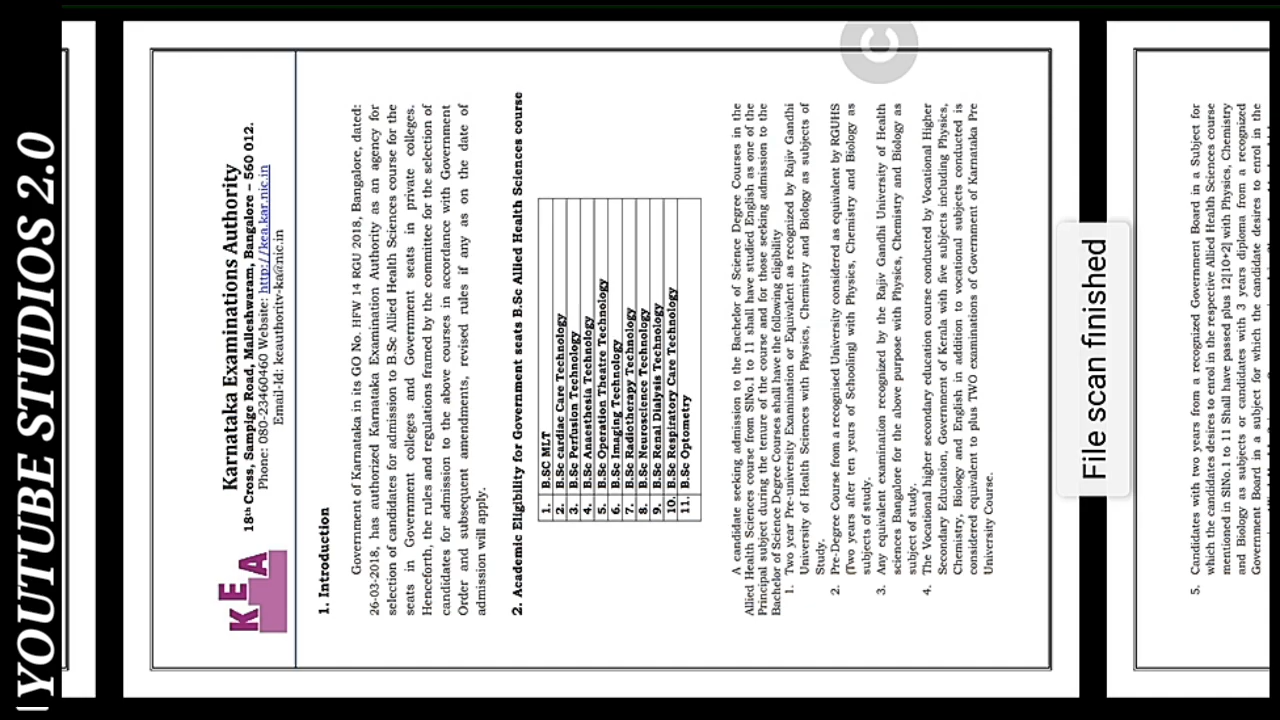 YOUTUBE STUDIOS 2.0
KEA
Karnataka Examinations Authority
18th Cross, Sampige Road, Malleshwaram, Bangalore – 560 012.
Phone: 080-23460460 Website: http://kea.kar.nic.in
Email-Id: keauthority-ka@nic.in
1. Introduction
Government of Karnataka in its GO No. HFW 14 RGU 2018, Bangalore, dated:
26-03-2018, has authorized Karnataka Examination Authority as an agency for
selection of candidates for admission to B.Sc Allied Health Sciences course for the
seats in Government colleges and Government seats in private colleges.
Henceforth, the rules and regulations framed by the committee for the selection of
candidates for admission to the above courses in accordance with Government
Order and subsequent amendments, revised rules if any as on the date of
admission will apply.
2. Academic Eligibility for Government seats B.Sc Allied Health Sciences course
1. B.SC MLT
2. B.Sc cardiac Care Technology
3. B.Sc Perfusion Technology
4. B.Sc Anaesthesia Technology
5. B.Sc Operation Theatre Technology
6. B.Sc Imaging Technology
7. B.Sc Radiotherapy Technology
8. B.Sc Neuroscience Technology
9. B.Sc Renal Dialysis Technology
10. B.Sc Respiratory Care Technology
11. B.Sc Optometry
A candidate seeking admission to the Bachelor of Science Degree Courses in the
Allied Health Sciences course from SlNo.1 to 11 shall have studied English as one of the
Principal subject during the tenure of the course and for those seeking admission to the
Bachelor of Science Degree Courses shall have the following eligibility
1. Two year Pre-university Examination or Equivalent as recognized by Rajiv Gandhi
University of Health Sciences with Physics, Chemistry and Biology as subjects of
Study.
2. Pre-Degree Course from a recognised University considered as equivalent by RGUHS
(Two years after ten years of Schooling) with Physics, Chemistry and Biology as
subjects of study.
3. Any equivalent examination recognized by the Rajiv Gandhi University of Health
sciences Bangalore for the above purpose with Physics, Chemistry and Biology as
subject of study.
4. The Vocational higher secondary education course conducted by Vocational Higher
Secondary Education, Government of Kerala with five subjects including Physics,
Chemistry, Biology and English in addition to vocational subjects conducted is
considered equivalent to plus TWO examinations of Government of Karnataka Pre
University Course.
C
File scan finished
5. Candidates with two years from a recognized Government Board in a Subject for
which the candidates desires to enrol in the respective Allied Health Sciences course
mentioned in SlNo.1 to 11 Shall have passed plus 12[10+2] with Physics, Chemistry
and Biology as subjects or candidates with 3 years diploma from a recognized
Government Board in a subject for which the candidate desires to enrol in the